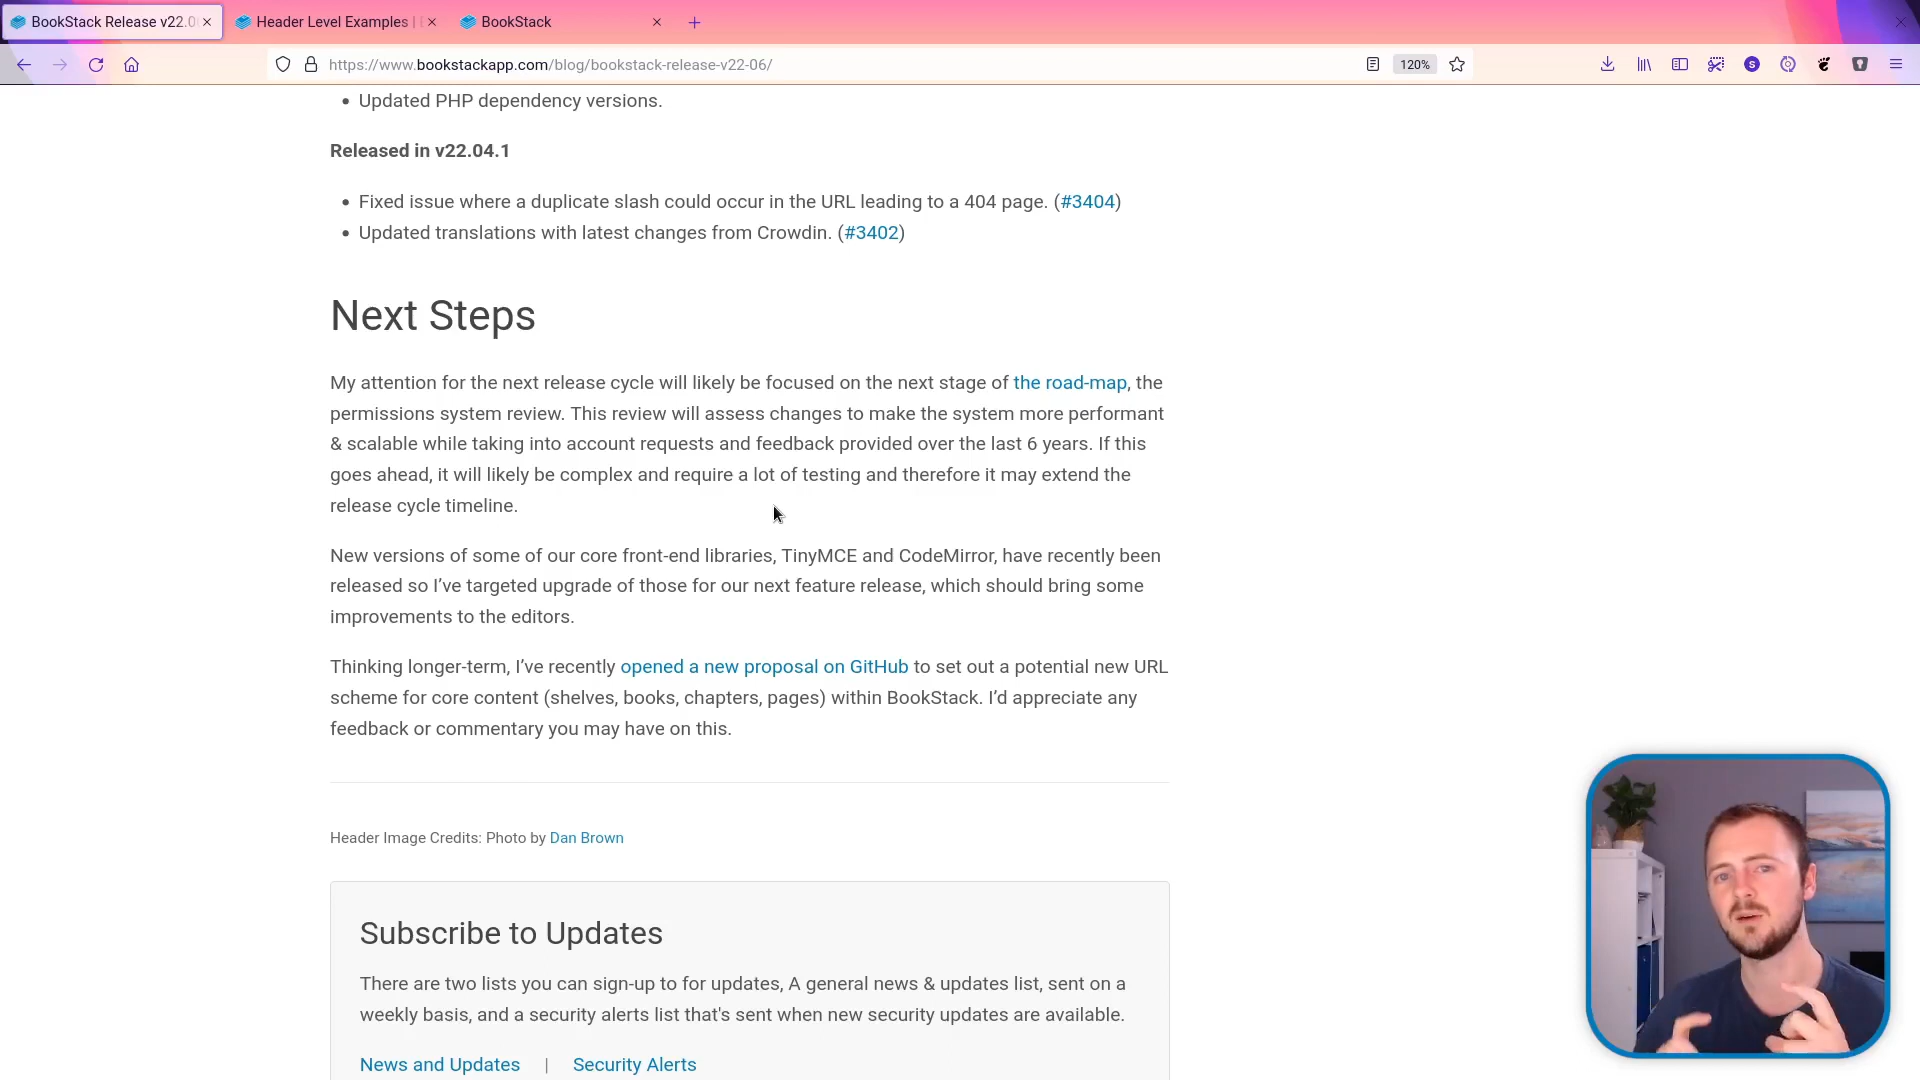 BookStack Release v22.0
Header Level Examples |
BookStack
https://www.bookstackapp.com/blog/bookstack-release-v22-06/
120%
S
• Updated PHP dependency versions.
Released in v22.04.1
• Fixed issue where a duplicate slash could occur in the URL leading to a 404 page. (#3404)
• Updated translations with latest changes from Crowdin. (#3402)
Next Steps
My attention for the next release cycle will likely be focused on the next stage of the road-map, the
permissions system review. This review will assess changes to make the system more performant
& scalable while taking into account requests and feedback provided over the last 6 years. If this
goes ahead, it will likely be complex and require a lot of testing and therefore it may extend the
release cycle timeline.
New versions of some of our core front-end libraries, TinyMCE and CodeMirror, have recently been
released so I’ve targeted upgrade of those for our next feature release, which should bring some
improvements to the editors.
Thinking longer-term, I’ve recently opened a new proposal on GitHub to set out a potential new URL
scheme for core content (shelves, books, chapters, pages) within BookStack. I’d appreciate any
feedback or commentary you may have on this.
Header Image Credits: Photo by Dan Brown
Subscribe to Updates
There are two lists you can sign-up to for updates, A general news & updates list, sent on a
weekly basis, and a security alerts list that's sent when new security updates are available.
News and Updates | Security Alerts